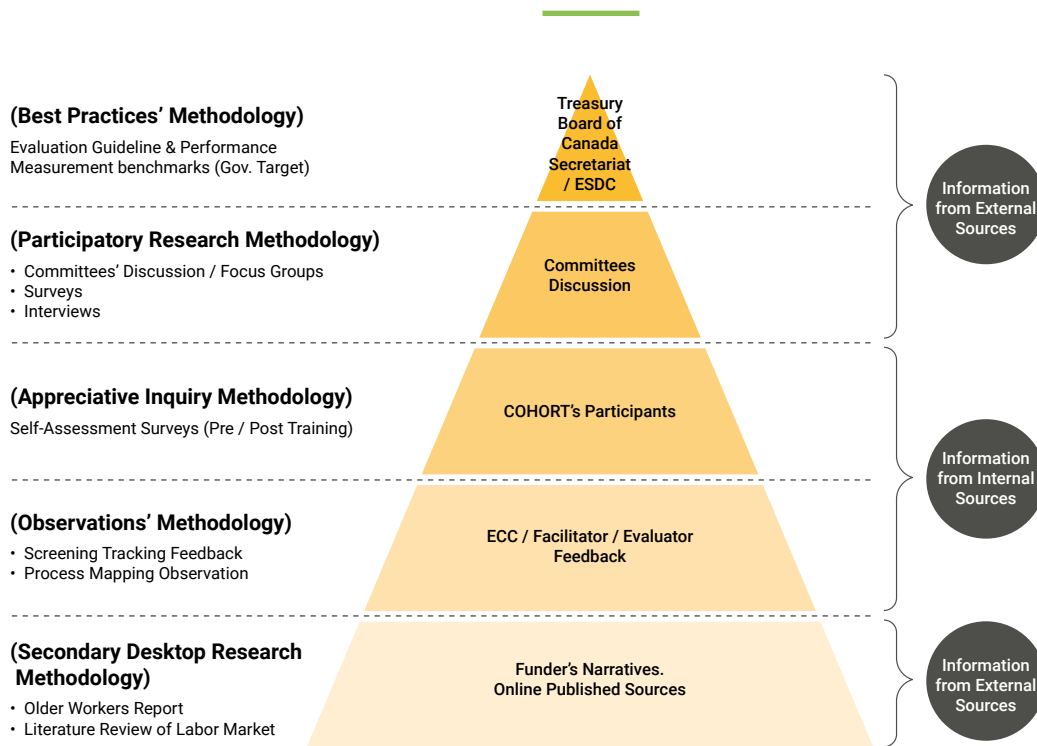 (Best Practices’ Methodology)
Evaluation Guideline & Performance
Measurement benchmarks (Gov. Target)
Treasury
Board of
Canada
Secretariat
/ ESDC
Information
from External
Sources
(Participatory Research Methodology)
• Committees’ Discussion / Focus Groups
• Surveys
• Interviews
Committees
Discussion
(Appreciative Inquiry Methodology)
Self-Assessment Surveys (Pre / Post Training)
COHORT’s Participants
Information
from Internal
Sources
(Observations’ Methodology)
• Screening Tracking Feedback
• Process Mapping Observation
ECC / Facilitator / Evaluator
Feedback
(Secondary Desktop Research
Methodology)
• Older Workers Report
• Literature Review of Labor Market
Funder’s Narratives.
Online Published Sources
Information
from External
Sources